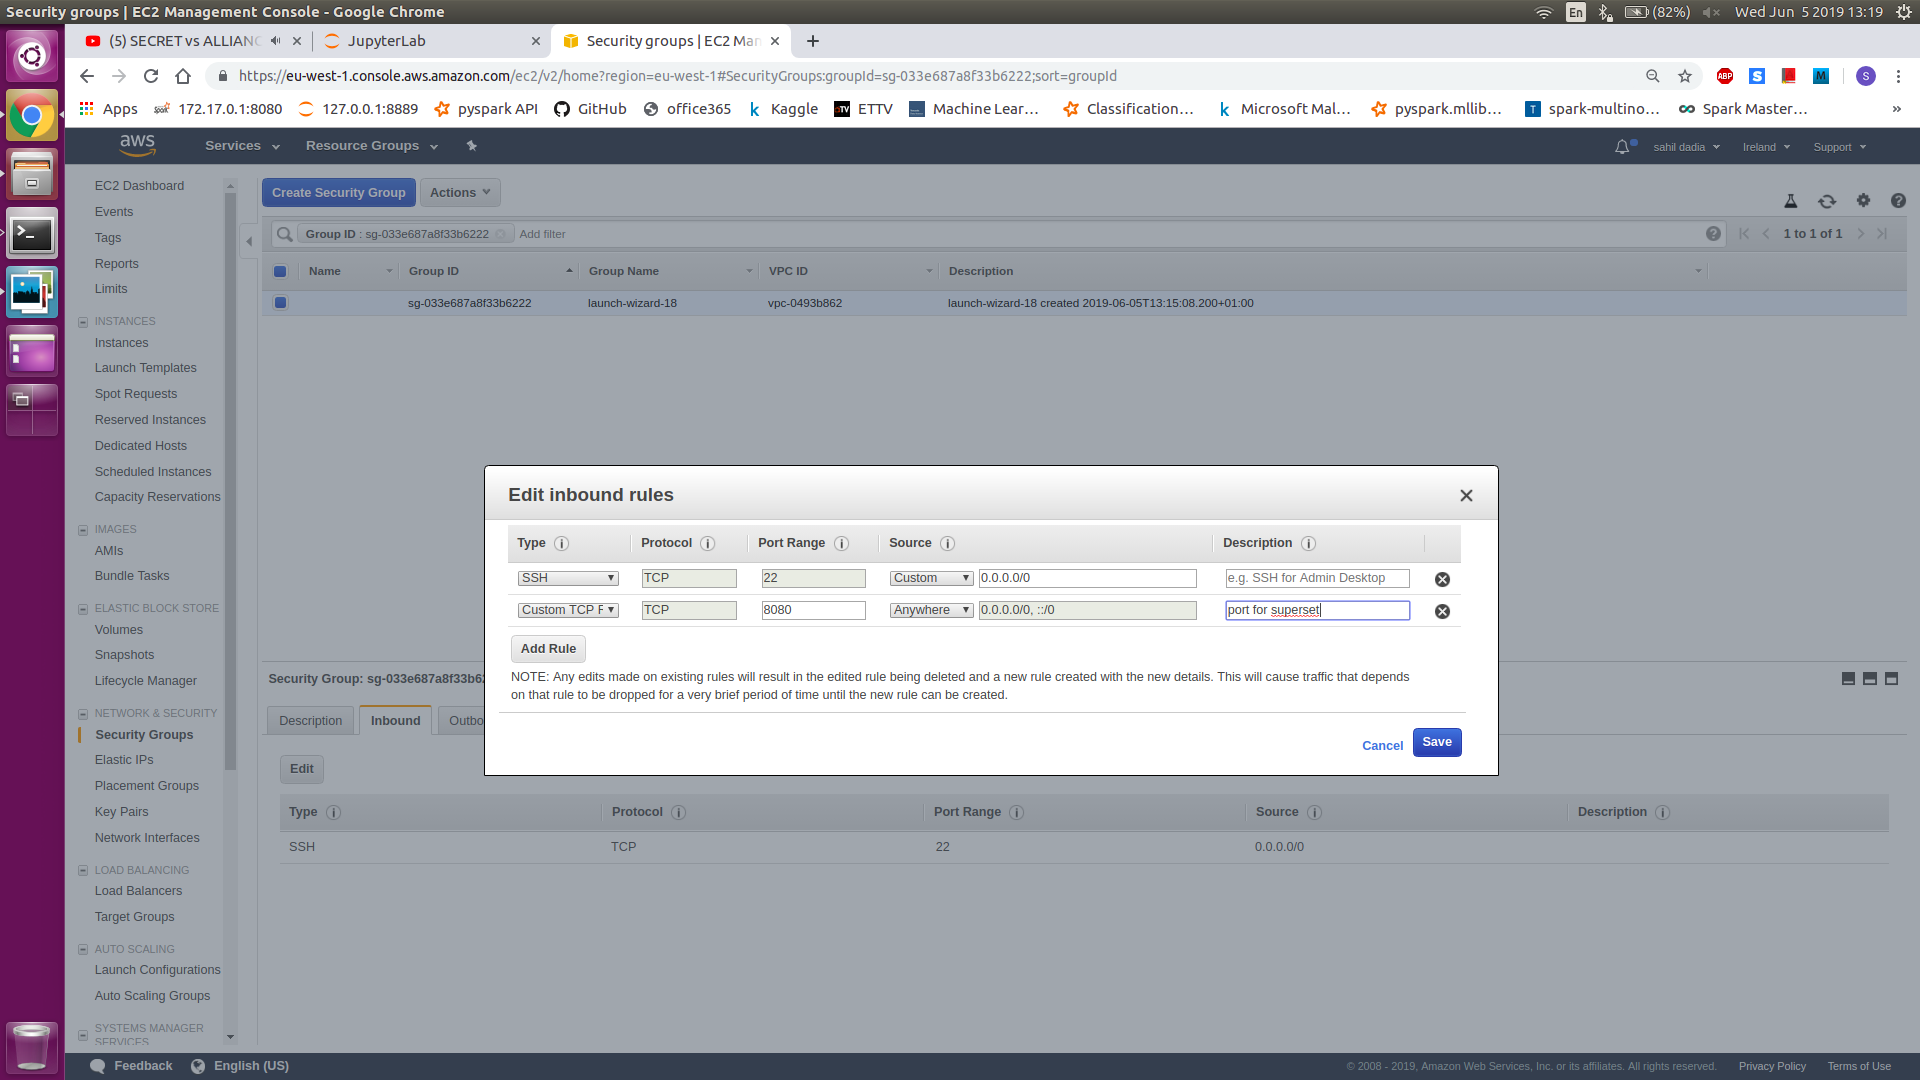 Security groups | EC2 Management Console - Google Chrome
En (82%) Wed Jun 5 2019 13:19
(5) SECRET vs ALLIANC
JupyterLab
Security groups | EC2 Man
https://eu-west-1.console.aws.amazon.com/ec2/v2/home?region=eu-west-1#SecurityGroups:groupId=sg-033e687a8f33b6222;sort=groupId
ABP S M S
Apps 172.17.0.1:8080 127.0.0.1:8889 pyspark API GitHub office365 Kaggle ETTV Machine Lear... Classification... Microsoft Mal... pyspark.mllib... spark-multino... Spark Master... »
aws Services Resource Groups sahil dadia Ireland Support
EC2 Dashboard
Events
Tags
Reports
Limits
INSTANCES
Instances
Launch Templates
Spot Requests
Reserved Instances
Dedicated Hosts
Scheduled Instances
Capacity Reservations
IMAGES
AMIs
Bundle Tasks
ELASTIC BLOCK STORE
Volumes
Snapshots
Lifecycle Manager
NETWORK & SECURITY
Security Groups
Elastic IPs
Placement Groups
Key Pairs
Network Interfaces
LOAD BALANCING
Load Balancers
Target Groups
AUTO SCALING
Launch Configurations
Auto Scaling Groups
SYSTEMS MANAGER
SERVICES
Create Security Group Actions
Group ID : sg-033e687a8f33b6222 Add filter 1 to 1 of 1
Name Group ID Group Name VPC ID Description
sg-033e687a8f33b6222 launch-wizard-18 vpc-0493b862 launch-wizard-18 created 2019-06-05T13:15:08.200+01:00
Edit inbound rules
Type Protocol Port Range Source Description
SSH TCP 22 Custom 0.0.0.0/0 e.g. SSH for Admin Desktop
Custom TCP F TCP 8080 Anywhere 0.0.0.0/0, ::/0 port for superset
Add Rule
NOTE: Any edits made on existing rules will result in the edited rule being deleted and a new rule created with the new details. This will cause traffic that depends
on that rule to be dropped for a very brief period of time until the new rule can be created.
Cancel Save
Security Group: sg-033e687a8f33b62
Description Inbound Outbo
Edit
Type Protocol Port Range Source Description
SSH TCP 22 0.0.0.0/0
Feedback English (US) © 2008 - 2019, Amazon Web Services, Inc. or its affiliates. All rights reserved. Privacy Policy Terms of Use